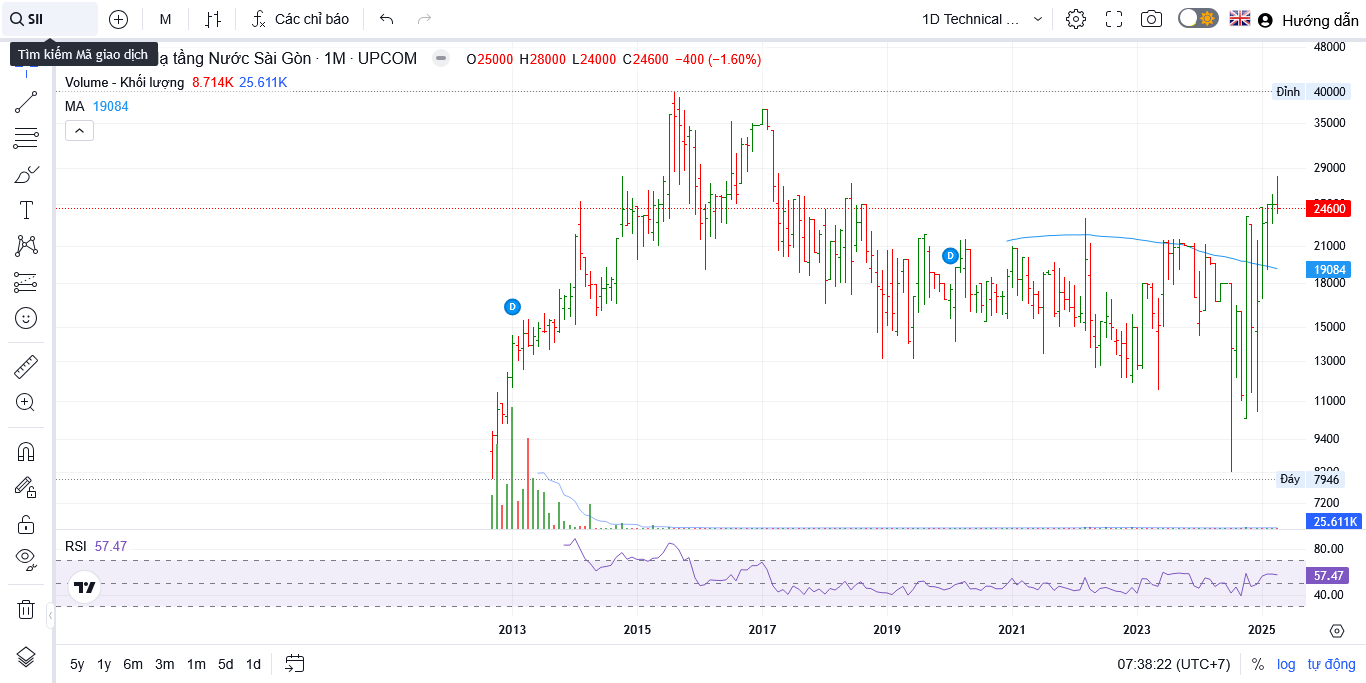 SII
M
Các chỉ báo
1D Technical ...
Hướng dẫn
Tìm kiếm Mã giao dịch
ạ tầng Nước Sài Gòn · 1M · UPCOM
O25000 H28000 L24000 C24600 −400 (−1.60%)
Volume - Khối lượng 8.714K 25.611K
MA 19084
48000
Đỉnh 40000
35000
29000
24600
21000
19084
18000
15000
13000
11000
9400
8200
Đáy 7946
7200
25.611K
D
D
RSI 57.47
80.00
57.47
40.00
2013 2015 2017 2019 2021 2023 2025
5y 1y 6m 3m 1m 5d 1d
07:38:22 (UTC+7) % log tự động